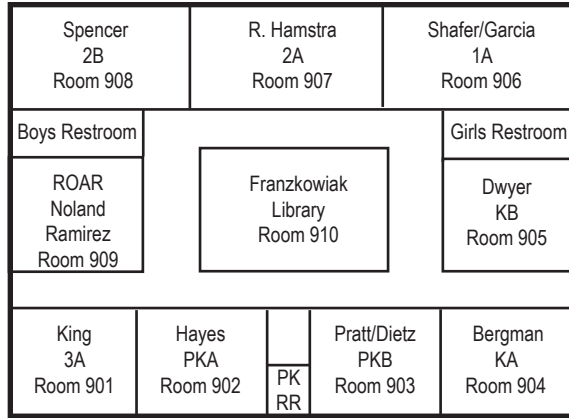 Spencer
2B
Room 908
R. Hamstra
2A
Room 907
Shafer/Garcia
1A
Room 906
Boys Restroom
Girls Restroom
ROAR
Noland
Ramirez
Room 909
Franzkowiak
Library
Room 910
Dwyer
KB
Room 905
King
3A
Room 901
Hayes
PKA
Room 902
PK
RR
Pratt/Dietz
PKB
Room 903
Bergman
KA
Room 904